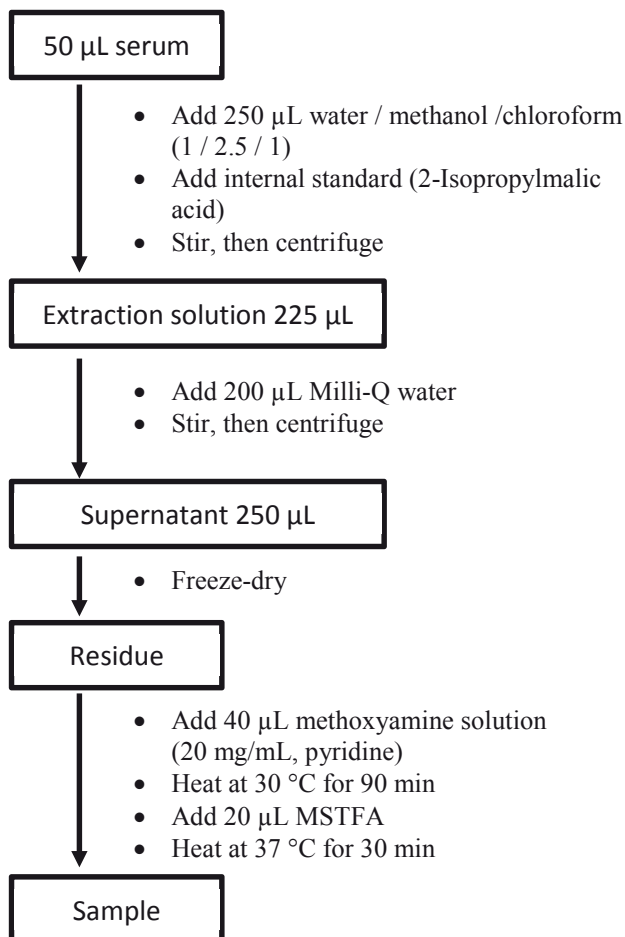 50 µL serum
• Add 250 µL water / methanol /chloroform
(1 / 2.5 / 1)
• Add internal standard (2-Isopropylmalic
acid)
• Stir, then centrifuge
Extraction solution 225 µL
• Add 200 µL Milli-Q water
• Stir, then centrifuge
Supernatant 250 µL
• Freeze-dry
Residue
• Add 40 µL methoxyamine solution
(20 mg/mL, pyridine)
• Heat at 30 °C for 90 min
• Add 20 µL MSTFA
• Heat at 37 °C for 30 min
Sample